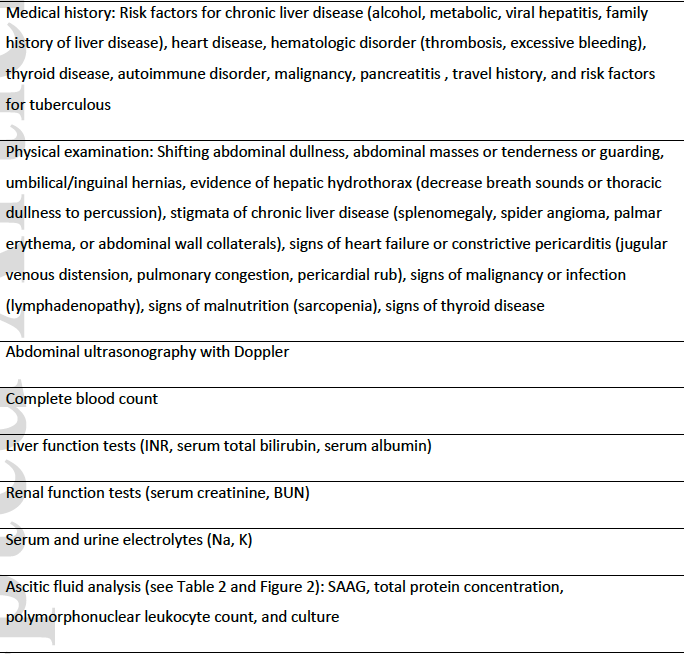 Medical history: Risk factors for chronic liver disease (alcohol, metabolic, viral hepatitis, family
history of liver disease), heart disease, hematologic disorder (thrombosis, excessive bleeding),
thyroid disease, autoimmune disorder, malignancy, pancreatitis , travel history, and risk factors
for tuberculous
Physical examination: Shifting abdominal dullness, abdominal masses or tenderness or guarding,
umbilical/inguinal hernias, evidence of hepatic hydrothorax (decrease breath sounds or thoracic
dullness to percussion), stigmata of chronic liver disease (splenomegaly, spider angioma, palmar
erythema, or abdominal wall collaterals), signs of heart failure or constrictive pericarditis (jugular
venous distension, pulmonary congestion, pericardial rub), signs of malignancy or infection
(lymphadenopathy), signs of malnutrition (sarcopenia), signs of thyroid disease
Abdominal ultrasonography with Doppler
Complete blood count
Liver function tests (INR, serum total bilirubin, serum albumin)
Renal function tests (serum creatinine, BUN)
Serum and urine electrolytes (Na, K)
Ascitic fluid analysis (see Table 2 and Figure 2): SAAG, total protein concentration,
polymorphonuclear leukocyte count, and culture